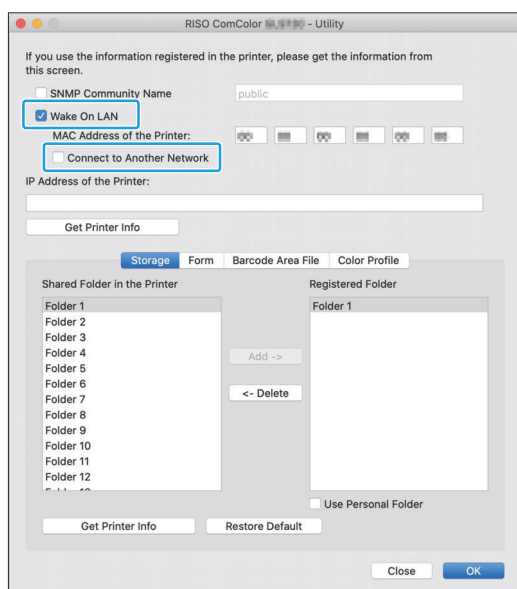 RISO ComColor - Utility
If you use the information registered in the printer, please get the information from
this screen.
SNMP Community Name
public
Wake On LAN
MAC Address of the Printer:
Connect to Another Network
IP Address of the Printer:
Get Printer Info
Storage Form Barcode Area File Color Profile
Shared Folder in the Printer Registered Folder
Folder 1 Folder 1
Folder 2
Folder 3
Folder 4
Folder 5
Folder 6
Folder 7
Folder 8
Folder 9
Folder 10
Folder 11
Folder 12
Add ->
<- Delete
Use Personal Folder
Get Printer Info Restore Default
Close OK